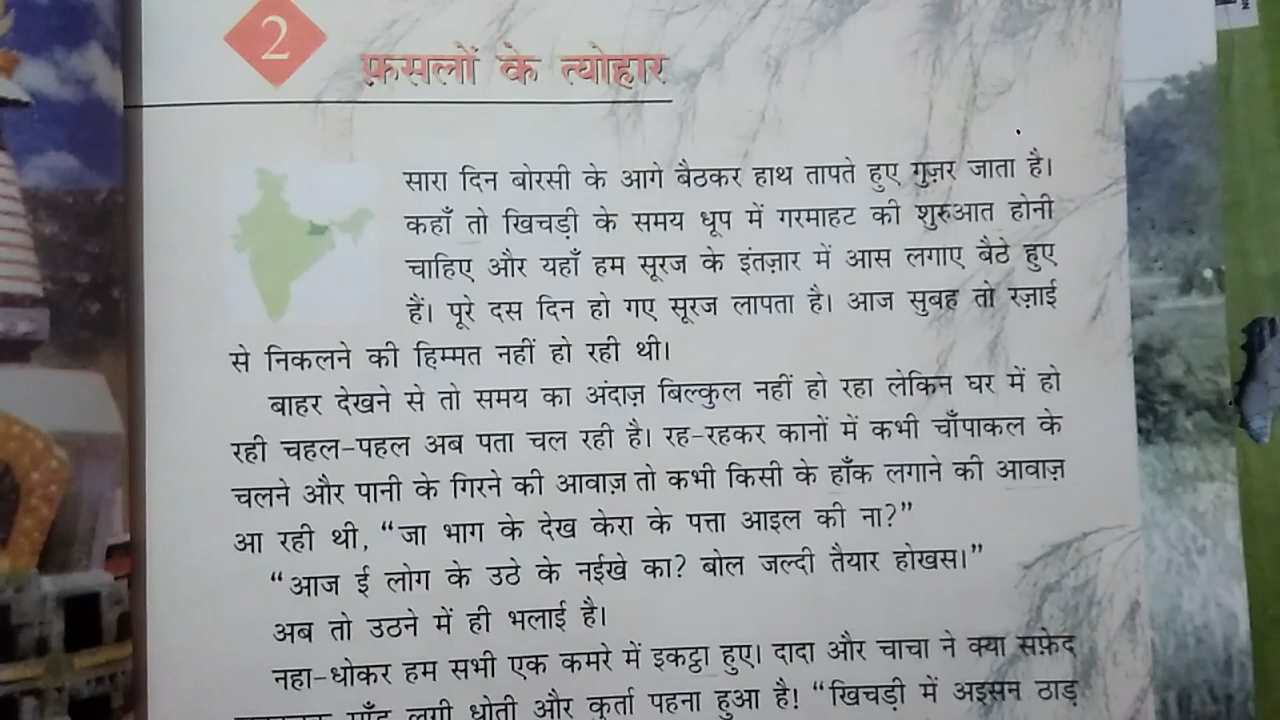 2
फ़सलों के त्योहार
सारा दिन बोरसी के आगे बैठकर हाथ तापते हुए गुज़र जाता है।
कहाँ तो खिचड़ी के समय धूप में गरमाहट की शुरुआत होनी
चाहिए और यहाँ हम सूरज के इंतज़ार में आस लगाए बैठे हुए
हैं। पूरे दस दिन हो गए सूरज लापता है। आज सुबह तो रज़ाई
से निकलने की हिम्मत नहीं हो रही थी।
बाहर देखने से तो समय का अंदाज़ बिल्कुल नहीं हो रहा लेकिन घर में हो
रही चहल-पहल अब पता चल रही है। रह-रहकर कानों में कभी चाँपाकल के
चलने और पानी के गिरने की आवाज़ तो कभी किसी के हाँक लगाने की आवाज़
आ रही थी, “जा भाग के देख केरा के पत्ता आइल की ना?”
“आज ई लोग के उठे के नईखे का? बोल जल्दी तैयार होखस।”
अब तो उठने में ही भलाई है।
नहा-धोकर हम सभी एक कमरे में इकट्ठा हुए। दादा और चाचा ने क्या सफ़ेद
माँड़ लगी धोती और कुर्ता पहना हुआ है! “खिचड़ी में अइसन ठाड़